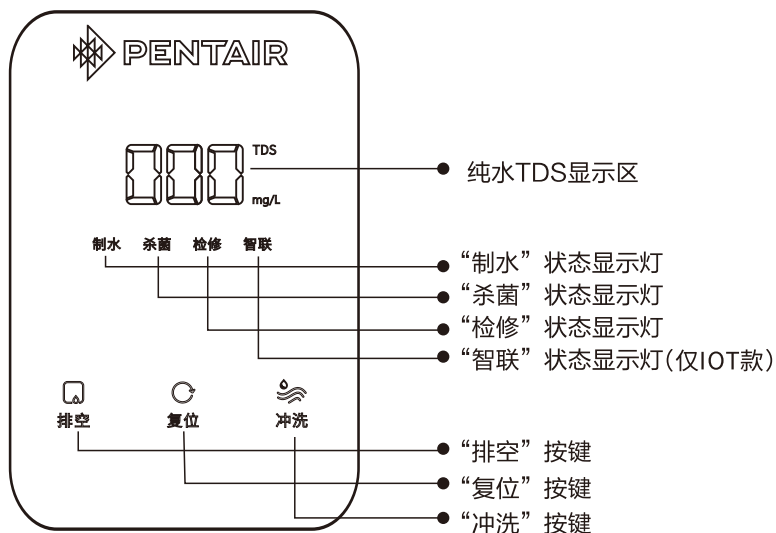 PENTAIR
000 TDS
mg/L
纯水TDS显示区
制水 杀菌 检修 智联
“制水” 状态显示灯
“杀菌” 状态显示灯
“检修” 状态显示灯
“智联” 状态显示灯(仅IOT款)
排空 复位 冲洗
“排空” 按键
“复位” 按键
“冲洗” 按键